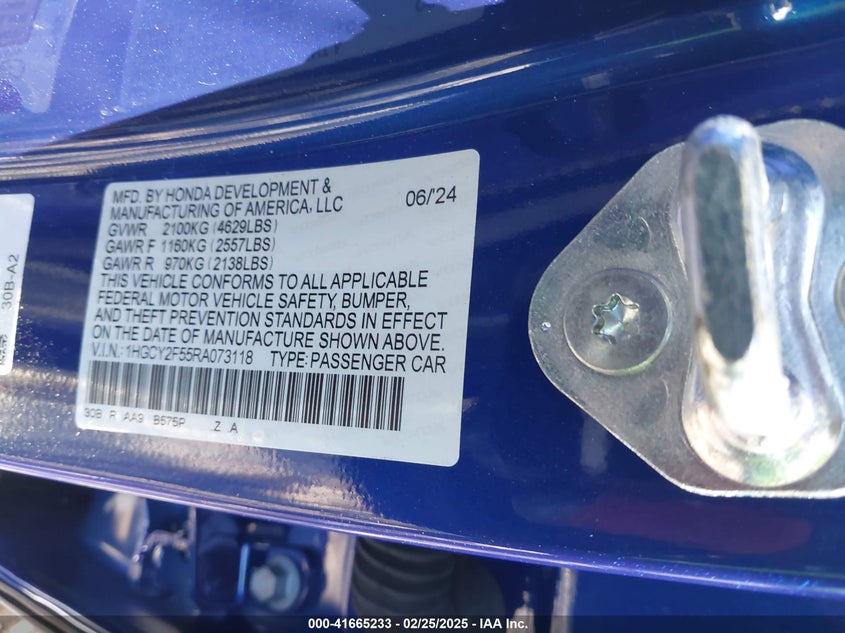 MFD. BY HONDA DEVELOPMENT & MANUFACTURING OF AMERICA, LLC 06/'24
GVWR 2100KG (4629LBS)
GAWR F 1160KG (2557LBS)
GAWR R 970KG (2138LBS)
THIS VEHICLE CONFORMS TO ALL APPLICABLE
FEDERAL MOTOR VEHICLE SAFETY, BUMPER,
AND THEFT PREVENTION STANDARDS IN EFFECT
ON THE DATE OF MANUFACTURE SHOWN ABOVE.
V.I.N.: 1HGCY2F55RA073118 TYPE: PASSENGER CAR
30B R AA9 B575P Z A
30B-A2
000-41665233 - 02/25/2025 - IAA Inc.